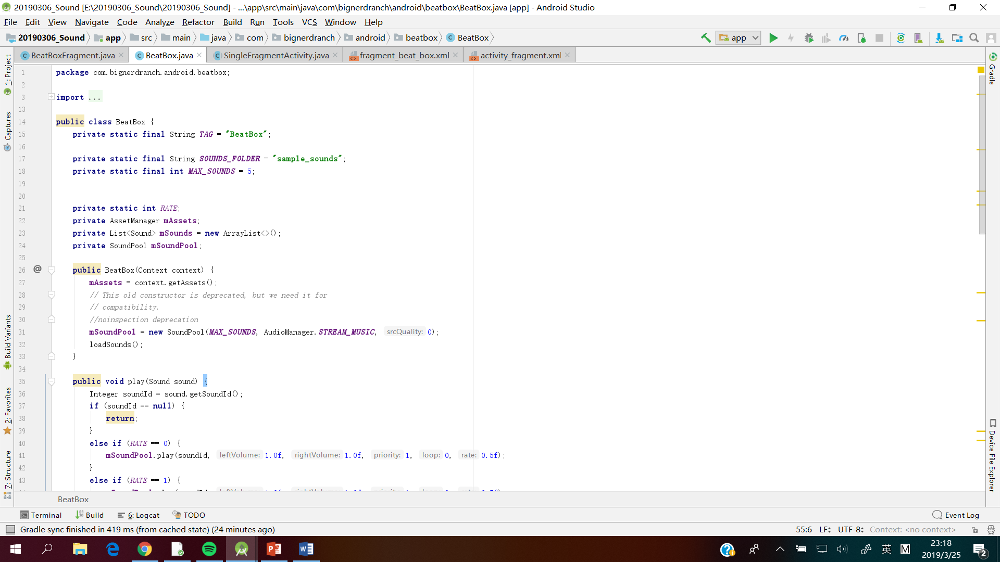 20190306_Sound [E:\20190306_Sound\20190306_Sound] - ...\app\src\main\java\com\bignerdranch\android\beatbox\BeatBox.java [app] - Android Studio
File Edit View Navigate Code Analyze Refactor Build Run Tools VCS Window Help
20190306_Sound app src main java com bignerdranch android beatbox BeatBox app
BeatBoxFragment.java BeatBox.java SingleFragmentActivity.java fragment_beat_box.xml activity_fragment.xml
1: Project
Captures
Build Variants
2: Favorites
7: Structure
Gradle
Device File Explorer
1 package com.bignerdranch.android.beatbox;
2
3 import ...
13
14 public class BeatBox {
15 private static final String TAG = "BeatBox";
16
17 private static final String SOUNDS_FOLDER = "sample_sounds";
18 private static final int MAX_SOUNDS = 5;
19
20
21 private static int RATE;
22 private AssetManager mAssets;
23 private List<Sound> mSounds = new ArrayList<>();
24 private SoundPool mSoundPool;
25
26 @ public BeatBox(Context context) {
27 mAssets = context.getAssets();
28 // This old constructor is deprecated, but we need it for
29 // compatibility.
30 //noinspection deprecation
31 mSoundPool = new SoundPool(MAX_SOUNDS, AudioManager.STREAM_MUSIC, srcQuality: 0);
32 loadSounds();
33 }
34
35 public void play(Sound sound) {
36 Integer soundId = sound.getSoundId();
37 if (soundId == null) {
38 return;
39 }
40 else if (RATE == 0) {
41 mSoundPool.play(soundId, leftVolume: 1.0f, rightVolume: 1.0f, priority: 1, loop: 0, rate: 0.5f);
42 }
43 else if (RATE == 1) {
BeatBox
Terminal Build 6: Logcat TODO Event Log
Gradle sync finished in 419 ms (from cached state) (24 minutes ago) 55:6 LF UTF-8 Context: <no context>
英 M 23:18
2019/3/25 2